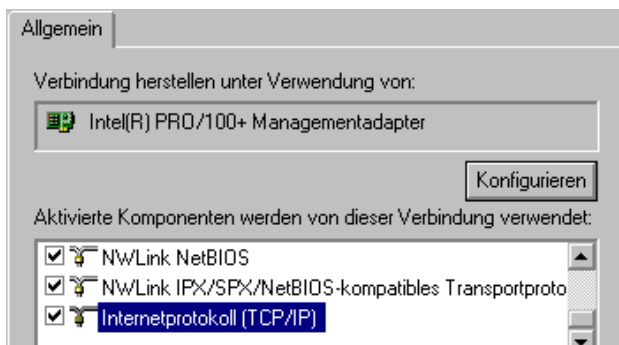 Allgemein
Verbindung herstellen unter Verwendung von:
Intel(R) PRO/100+ Managementadapter
Konfigurieren
Aktivierte Komponenten werden von dieser Verbindung verwendet:
NWLink NetBIOS
NWLink IPX/SPX/NetBIOS-kompatibles Transportproto
Internetprotokoll (TCP/IP)